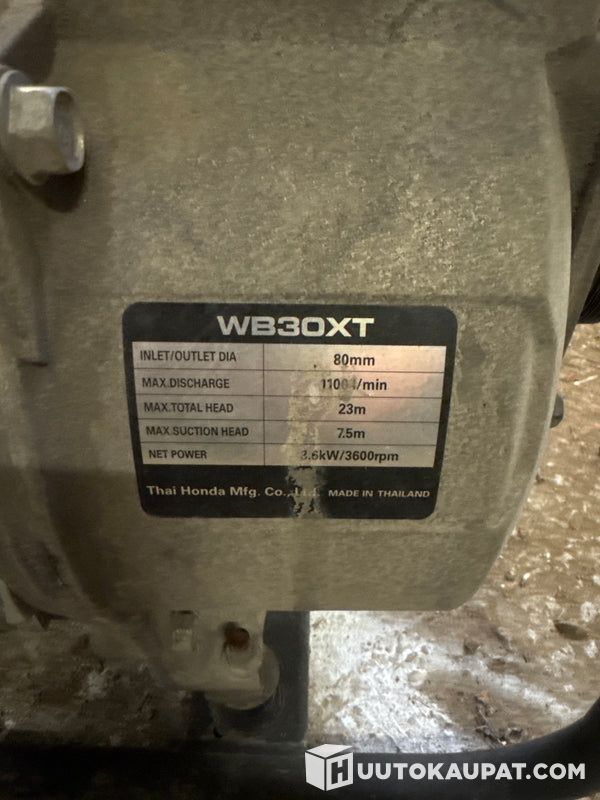 WB30XT
INLET/OUTLET DIA 80mm
MAX.DISCHARGE 1100ℓ/min
MAX.TOTAL HEAD 23m
MAX.SUCTION HEAD 7.5m
NET POWER 3.6kW/3600rpm
Thai Honda Mfg. Co., Ltd. MADE IN THAILAND
HUUTOKAUPAT.COM